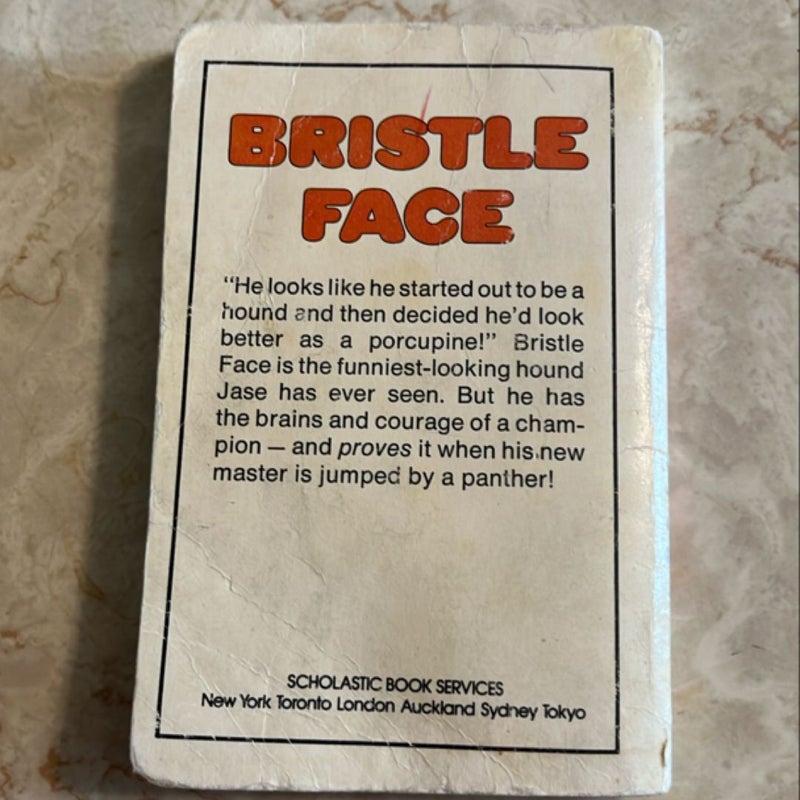 BRISTLE
FACE
“He looks like he started out to be a
hound and then decided he’d look
better as a porcupine!” Bristle
Face is the funniest-looking hound
Jase has ever seen. But he has
the brains and courage of a cham-
pion — and proves it when his new
master is jumped by a panther!
SCHOLASTIC BOOK SERVICES
New York Toronto London Auckland Sydney Tokyo